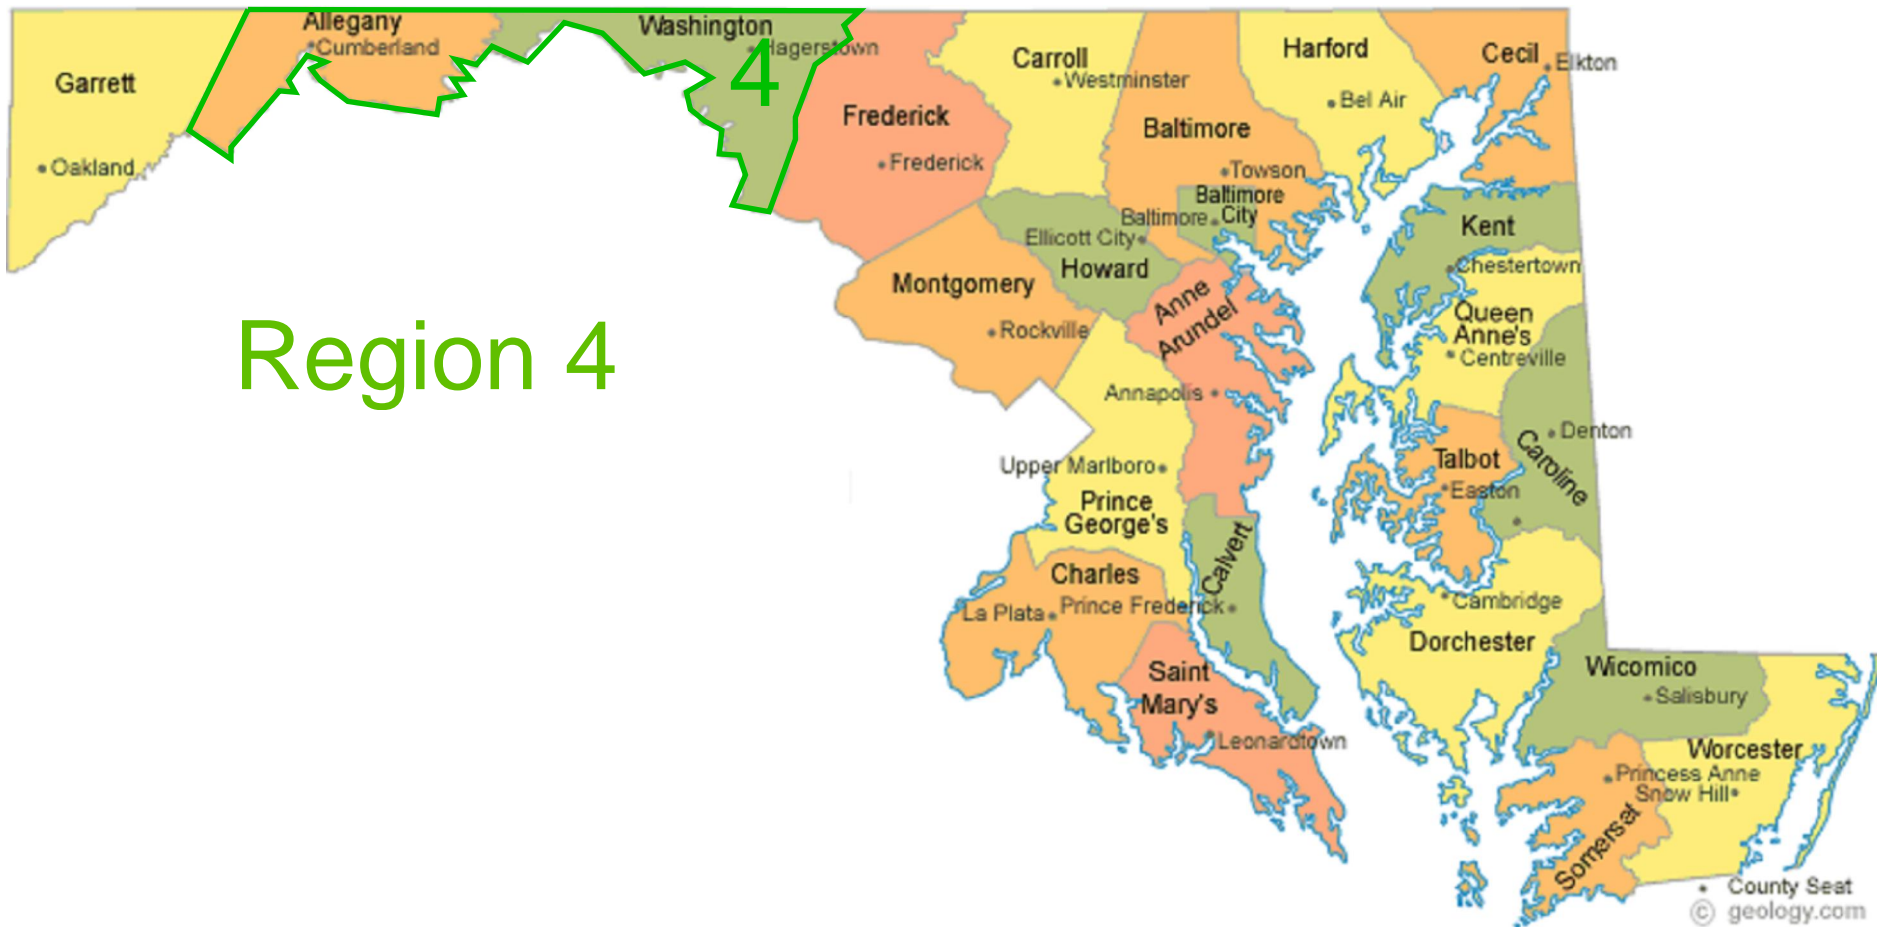 Allegany
Cumberland
Washington
Hagerstown
4
Garrett
Oakland
Frederick
Frederick
Carroll
Westminster
Baltimore
Towson
Harford
Bel Air
Cecil
Elkton
Baltimore
City
Baltimore
Ellicott City
Howard
Kent
Chestertown
Montgomery
Rockville
Anne
Arundel
Annapolis
Queen
Anne's
Centreville
Region 4
Denton
Caroline
Talbot
Easton
Upper Marlboro
Prince
George's
Calvert
Charles
La Plata
Prince Frederick
Cambridge
Dorchester
Saint
Mary's
Leonardtown
Wicomico
Salisbury
Worcester
Princess Anne
Snow Hill
Somerset
County Seat
© geology.com